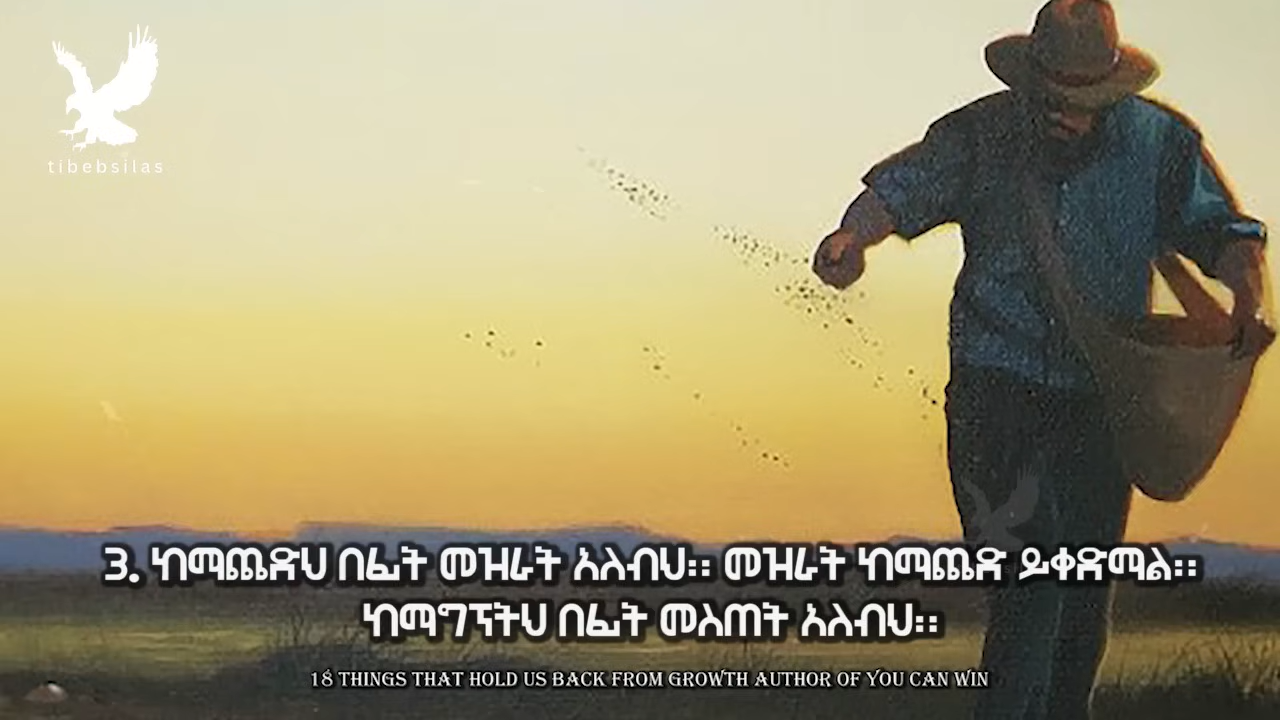 tibebsilas
3. ከማጨድህ በፊት መዝራት አለብህ፡፡ መዝራት ከማጨድ ይቀድማል፡፡
ከማግኘትህ በፊት መስጠት አለብህ፡፡
18 THINGS THAT HOLD US BACK FROM GROWTH AUTHOR OF YOU CAN WIN